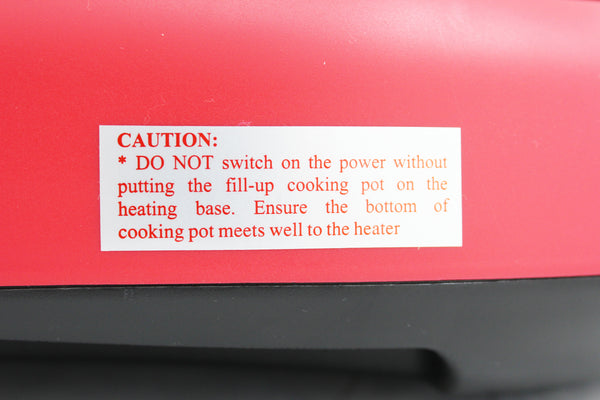 CAUTION:
* DO NOT switch on the power without
putting the fill-up cooking pot on the
heating base. Ensure the bottom of
cooking pot meets well to the heater